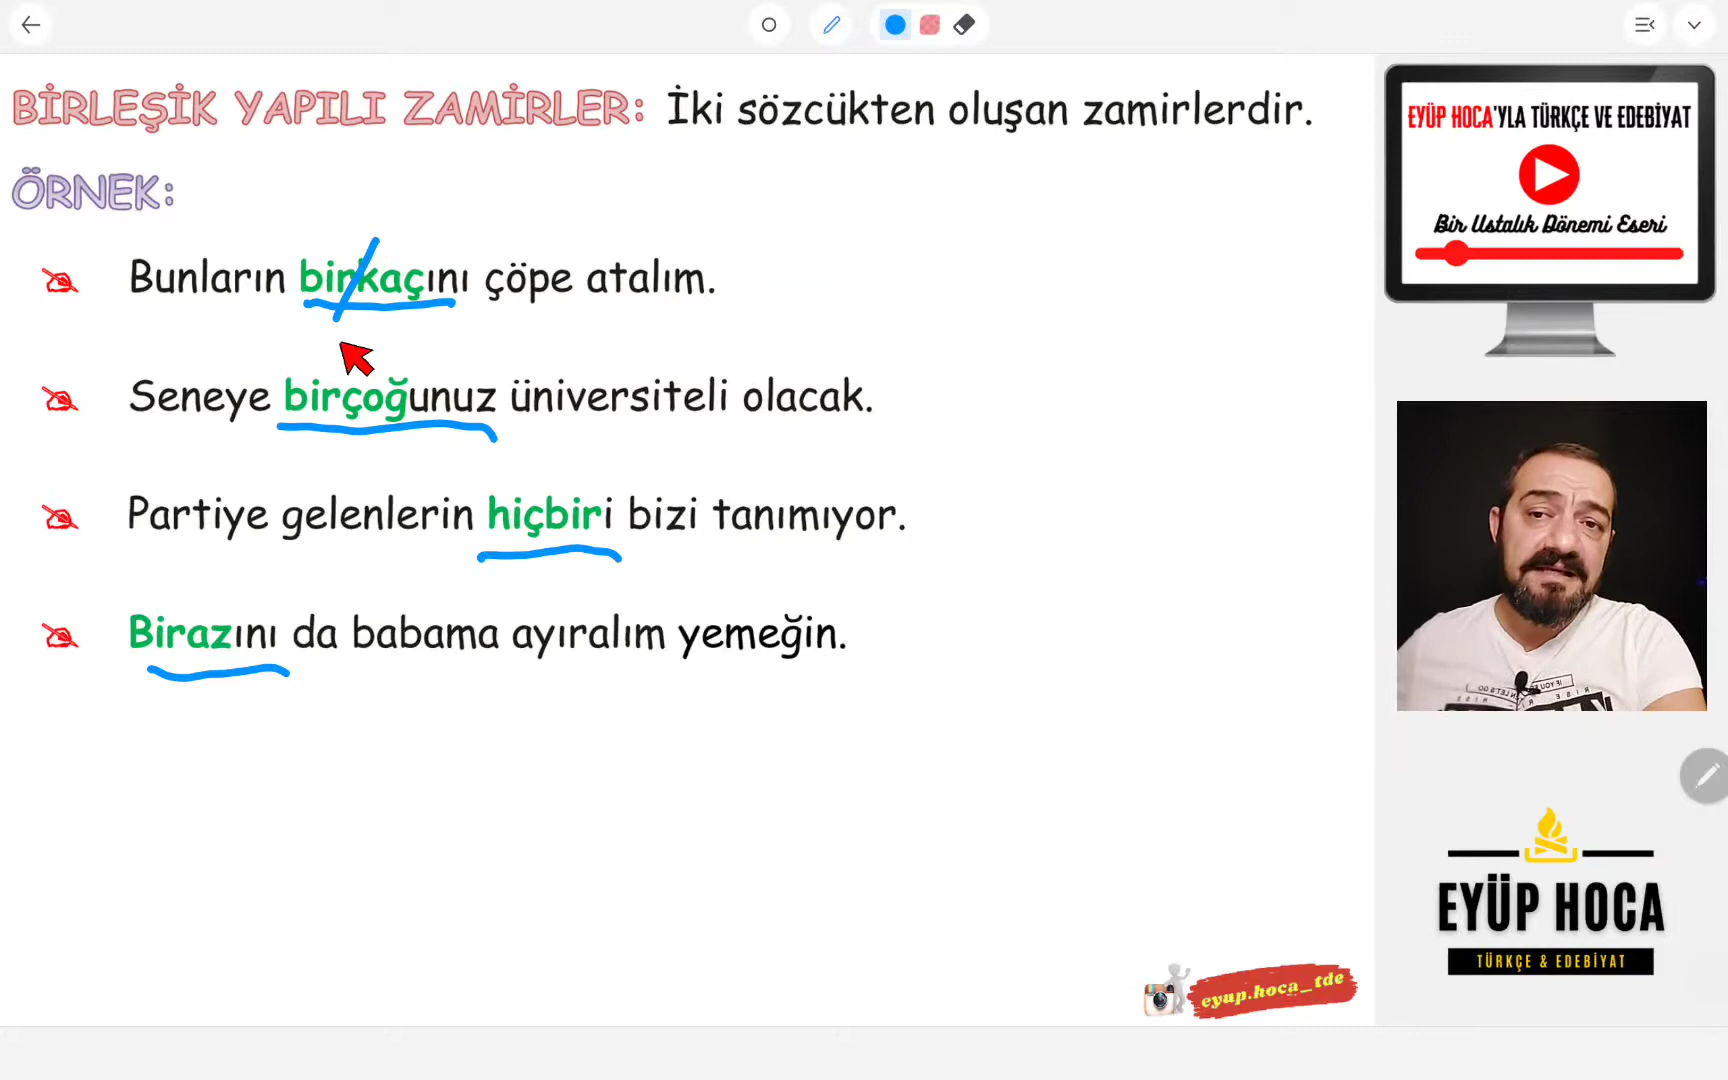 BİRLEŞİK YAPILI ZAMİRLER: İki sözcükten oluşan zamirlerdir.
ÖRNEK:
Bunların birkaçını çöpe atalım.
Seneye birçoğunuz üniversiteli olacak.
Partiye gelenlerin hiçbiri bizi tanımıyor.
Birazını da babama ayıralım yemeğin.
EYÜP HOCA'YLA TÜRKÇE VE EDEBİYAT
Bir Ustalık Dönemi Eseri
EYÜP HOCA
TÜRKÇE & EDEBİYAT
eyup.hoca_tde